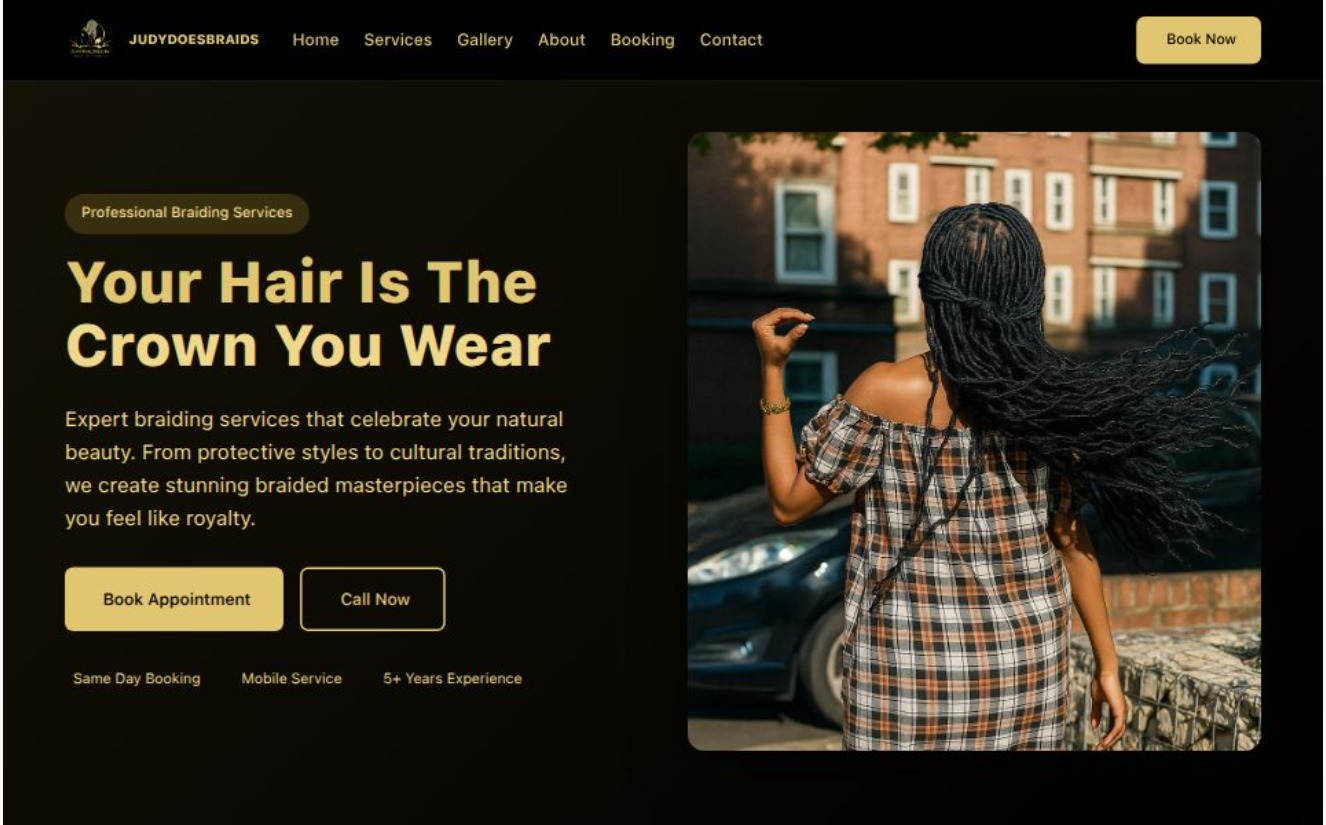 JUDYDOESBRAIDS Home Services Gallery About Booking Contact Book Now
Professional Braiding Services
Your Hair Is The
Crown You Wear
Expert braiding services that celebrate your natural
beauty. From protective styles to cultural traditions,
we create stunning braided masterpieces that make
you feel like royalty.
Book Appointment Call Now
Same Day Booking Mobile Service 5+ Years Experience